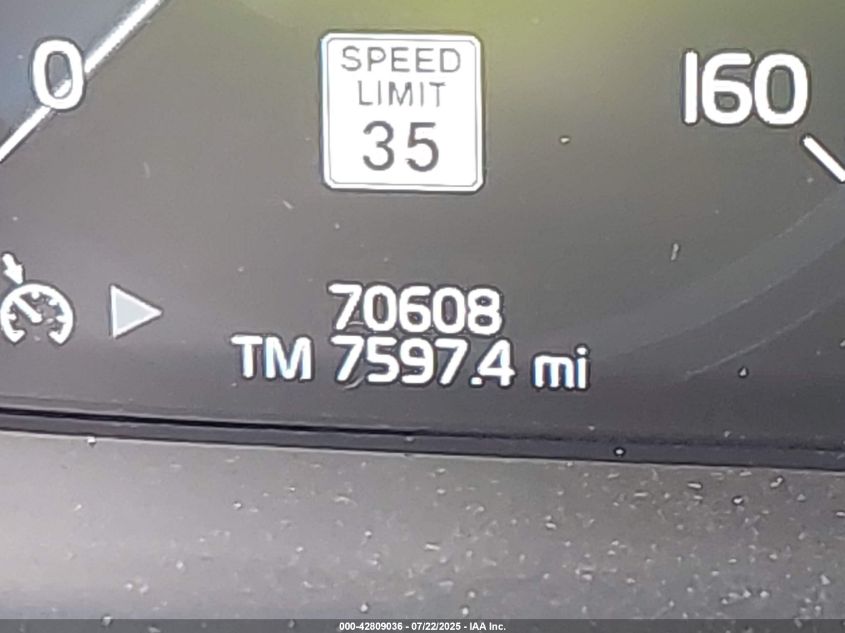 0
SPEED
LIMIT
35
160
70608
TM 7597.4 mi
000-42809036 - 07/22/2025 - IAA Inc.